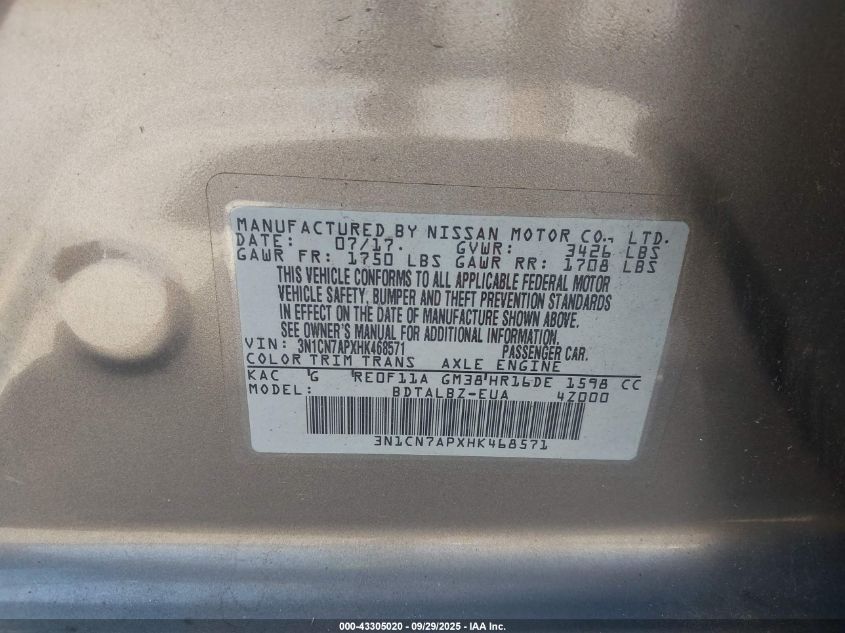 MANUFACTURED BY NISSAN MOTOR CO., LTD.
DATE: 07/17. GVWR: 3426 LBS
GAWR FR: 1750 LBS GAWR RR: 1708 LBS
THIS VEHICLE CONFORMS TO ALL APPLICABLE FEDERAL MOTOR
VEHICLE SAFETY, BUMPER AND THEFT PREVENTION STANDARDS
IN EFFECT ON THE DATE OF MANUFACTURE SHOWN ABOVE.
SEE OWNER'S MANUAL FOR ADDITIONAL INFORMATION.
VIN: 3N1CN7APXHK468571 PASSENGER CAR.
COLOR TRIM TRANS AXLE ENGINE
KAC G RE0F11A GM38 HR16DE 1598 CC
MODEL: BDTALBZ-EUA 4Z000
3N1CN7APXHK468571
000-43305020 - 09/29/2025 - IAA Inc.